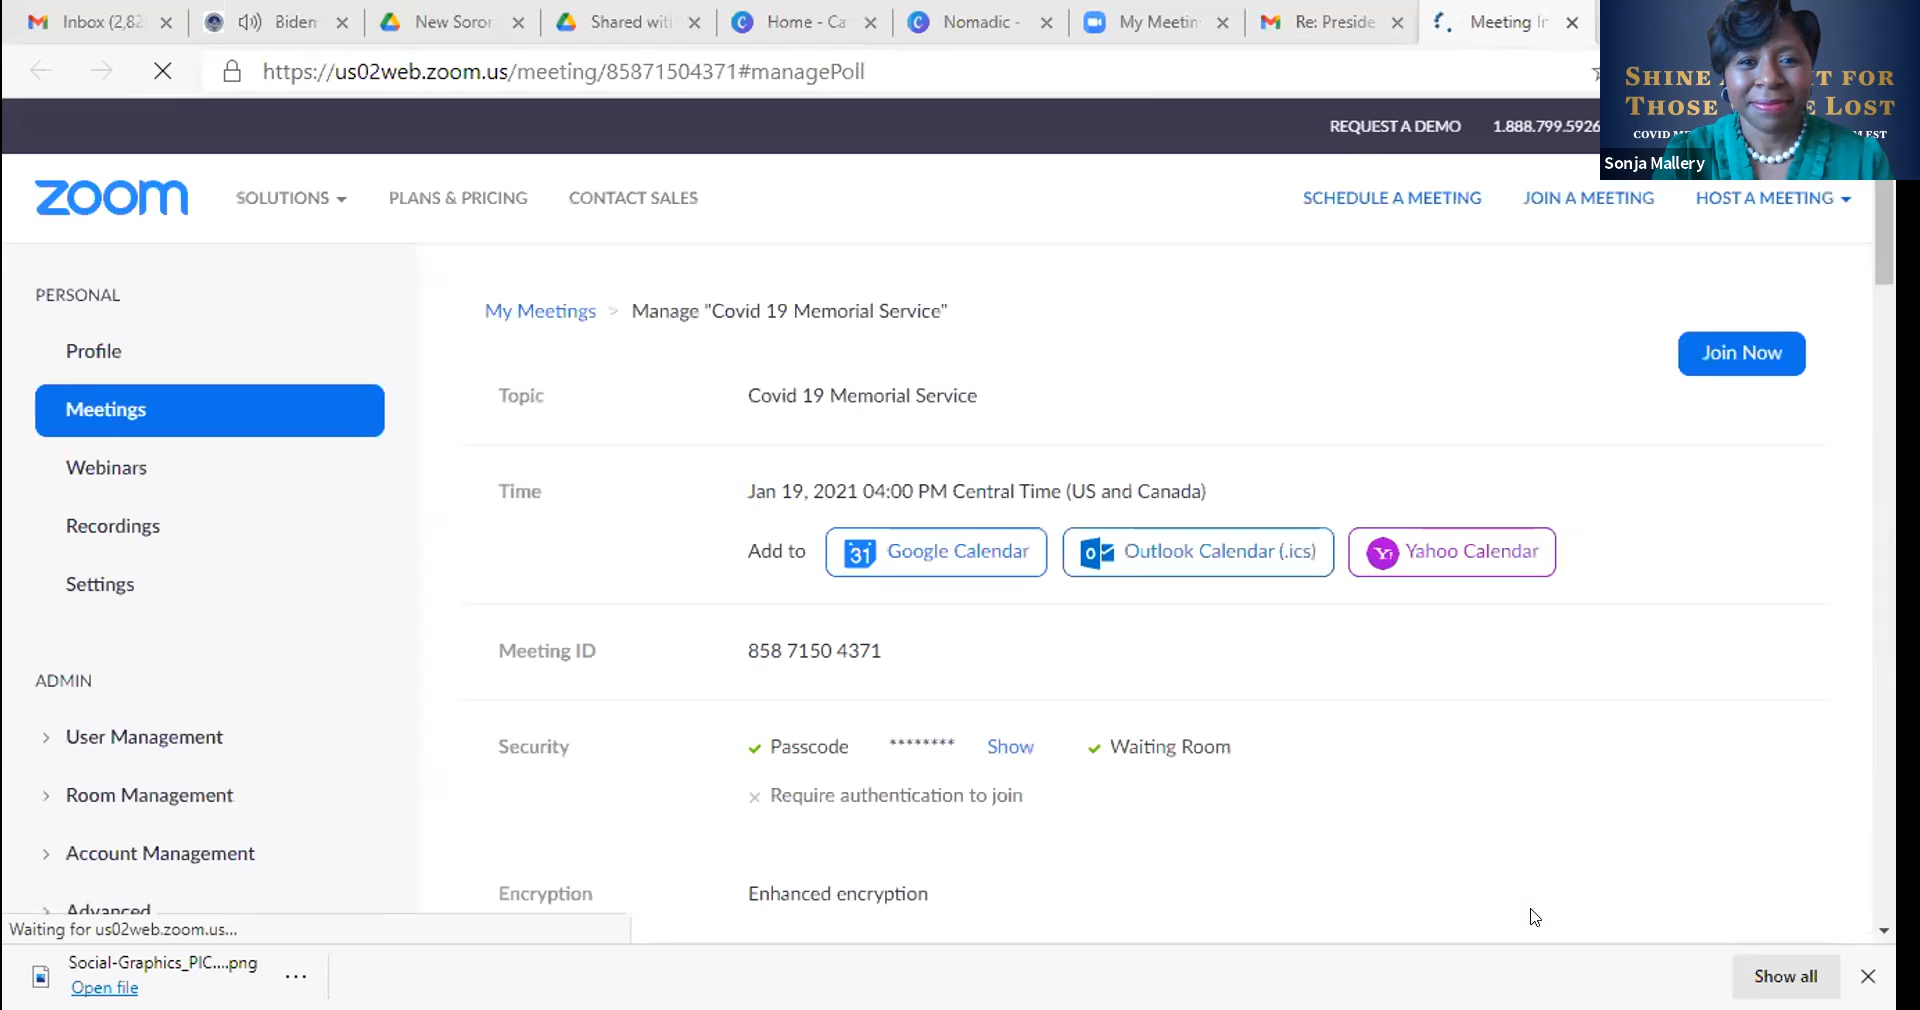 Inbox (2,82
Biden
New Soror
Shared wit
Home - Ca
Nomadic -
My Meetin
Re: Preside
Meeting In
https://us02web.zoom.us/meeting/85871504371#managePoll
SHINE A
T FOR
THOSE W
E LOST
COVID ME
M EST
Sonja Mallery
REQUEST A DEMO
1.888.799.5926
zoom
SOLUTIONS
PLANS & PRICING
CONTACT SALES
SCHEDULE A MEETING
JOIN A MEETING
HOST A MEETING
PERSONAL
Profile
Meetings
Webinars
Recordings
Settings
ADMIN
User Management
Room Management
Account Management
Advanced
My Meetings > Manage "Covid 19 Memorial Service"
Join Now
Topic
Covid 19 Memorial Service
Time
Jan 19, 2021 04:00 PM Central Time (US and Canada)
Add to
31 Google Calendar
Outlook Calendar (.ics)
Yahoo Calendar
Meeting ID
858 7150 4371
Security
Passcode ******** Show
Waiting Room
Require authentication to join
Encryption
Enhanced encryption
Waiting for us02web.zoom.us...
Social-Graphics_PIC....png
Open file
Show all